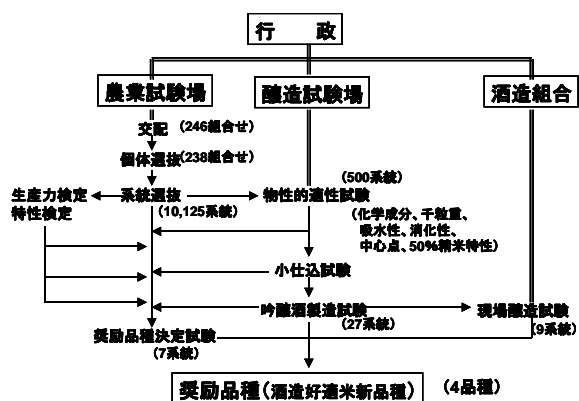 行　　政
農業試験場
醸造試験場
酒造組合
交配 (246組合せ)
個体選抜 (238組合せ)
(500系統)
生産力検定
特性検定
系統選抜
物性的適性試験
(10,125系統)
(化学成分、千粒重、
吸水性、消化性、
中心点、50%精米特性)
小仕込試験
吟醸酒製造試験
(27系統)
現場醸造試験
(9系統)
奨励品種決定試験
(7系統)
奨励品種(酒造好適米新品種)
(4品種)